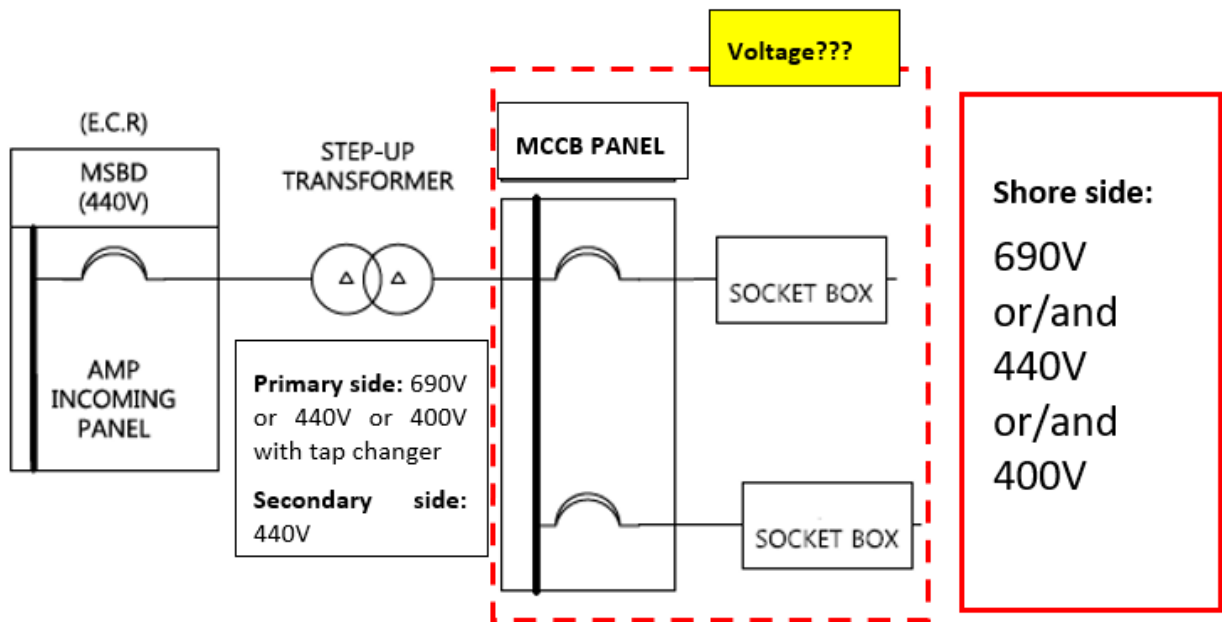 Voltage???
(E.C.R)
MSBD
(440V)
STEP-UP
TRANSFORMER
MCCB PANEL
AMP
INCOMING
PANEL
Δ Δ
Primary side: 690V
or 440V or 400V
with tap changer
Secondary side:
440V
SOCKET BOX
SOCKET BOX
Shore side:
690V
or/and
440V
or/and
400V